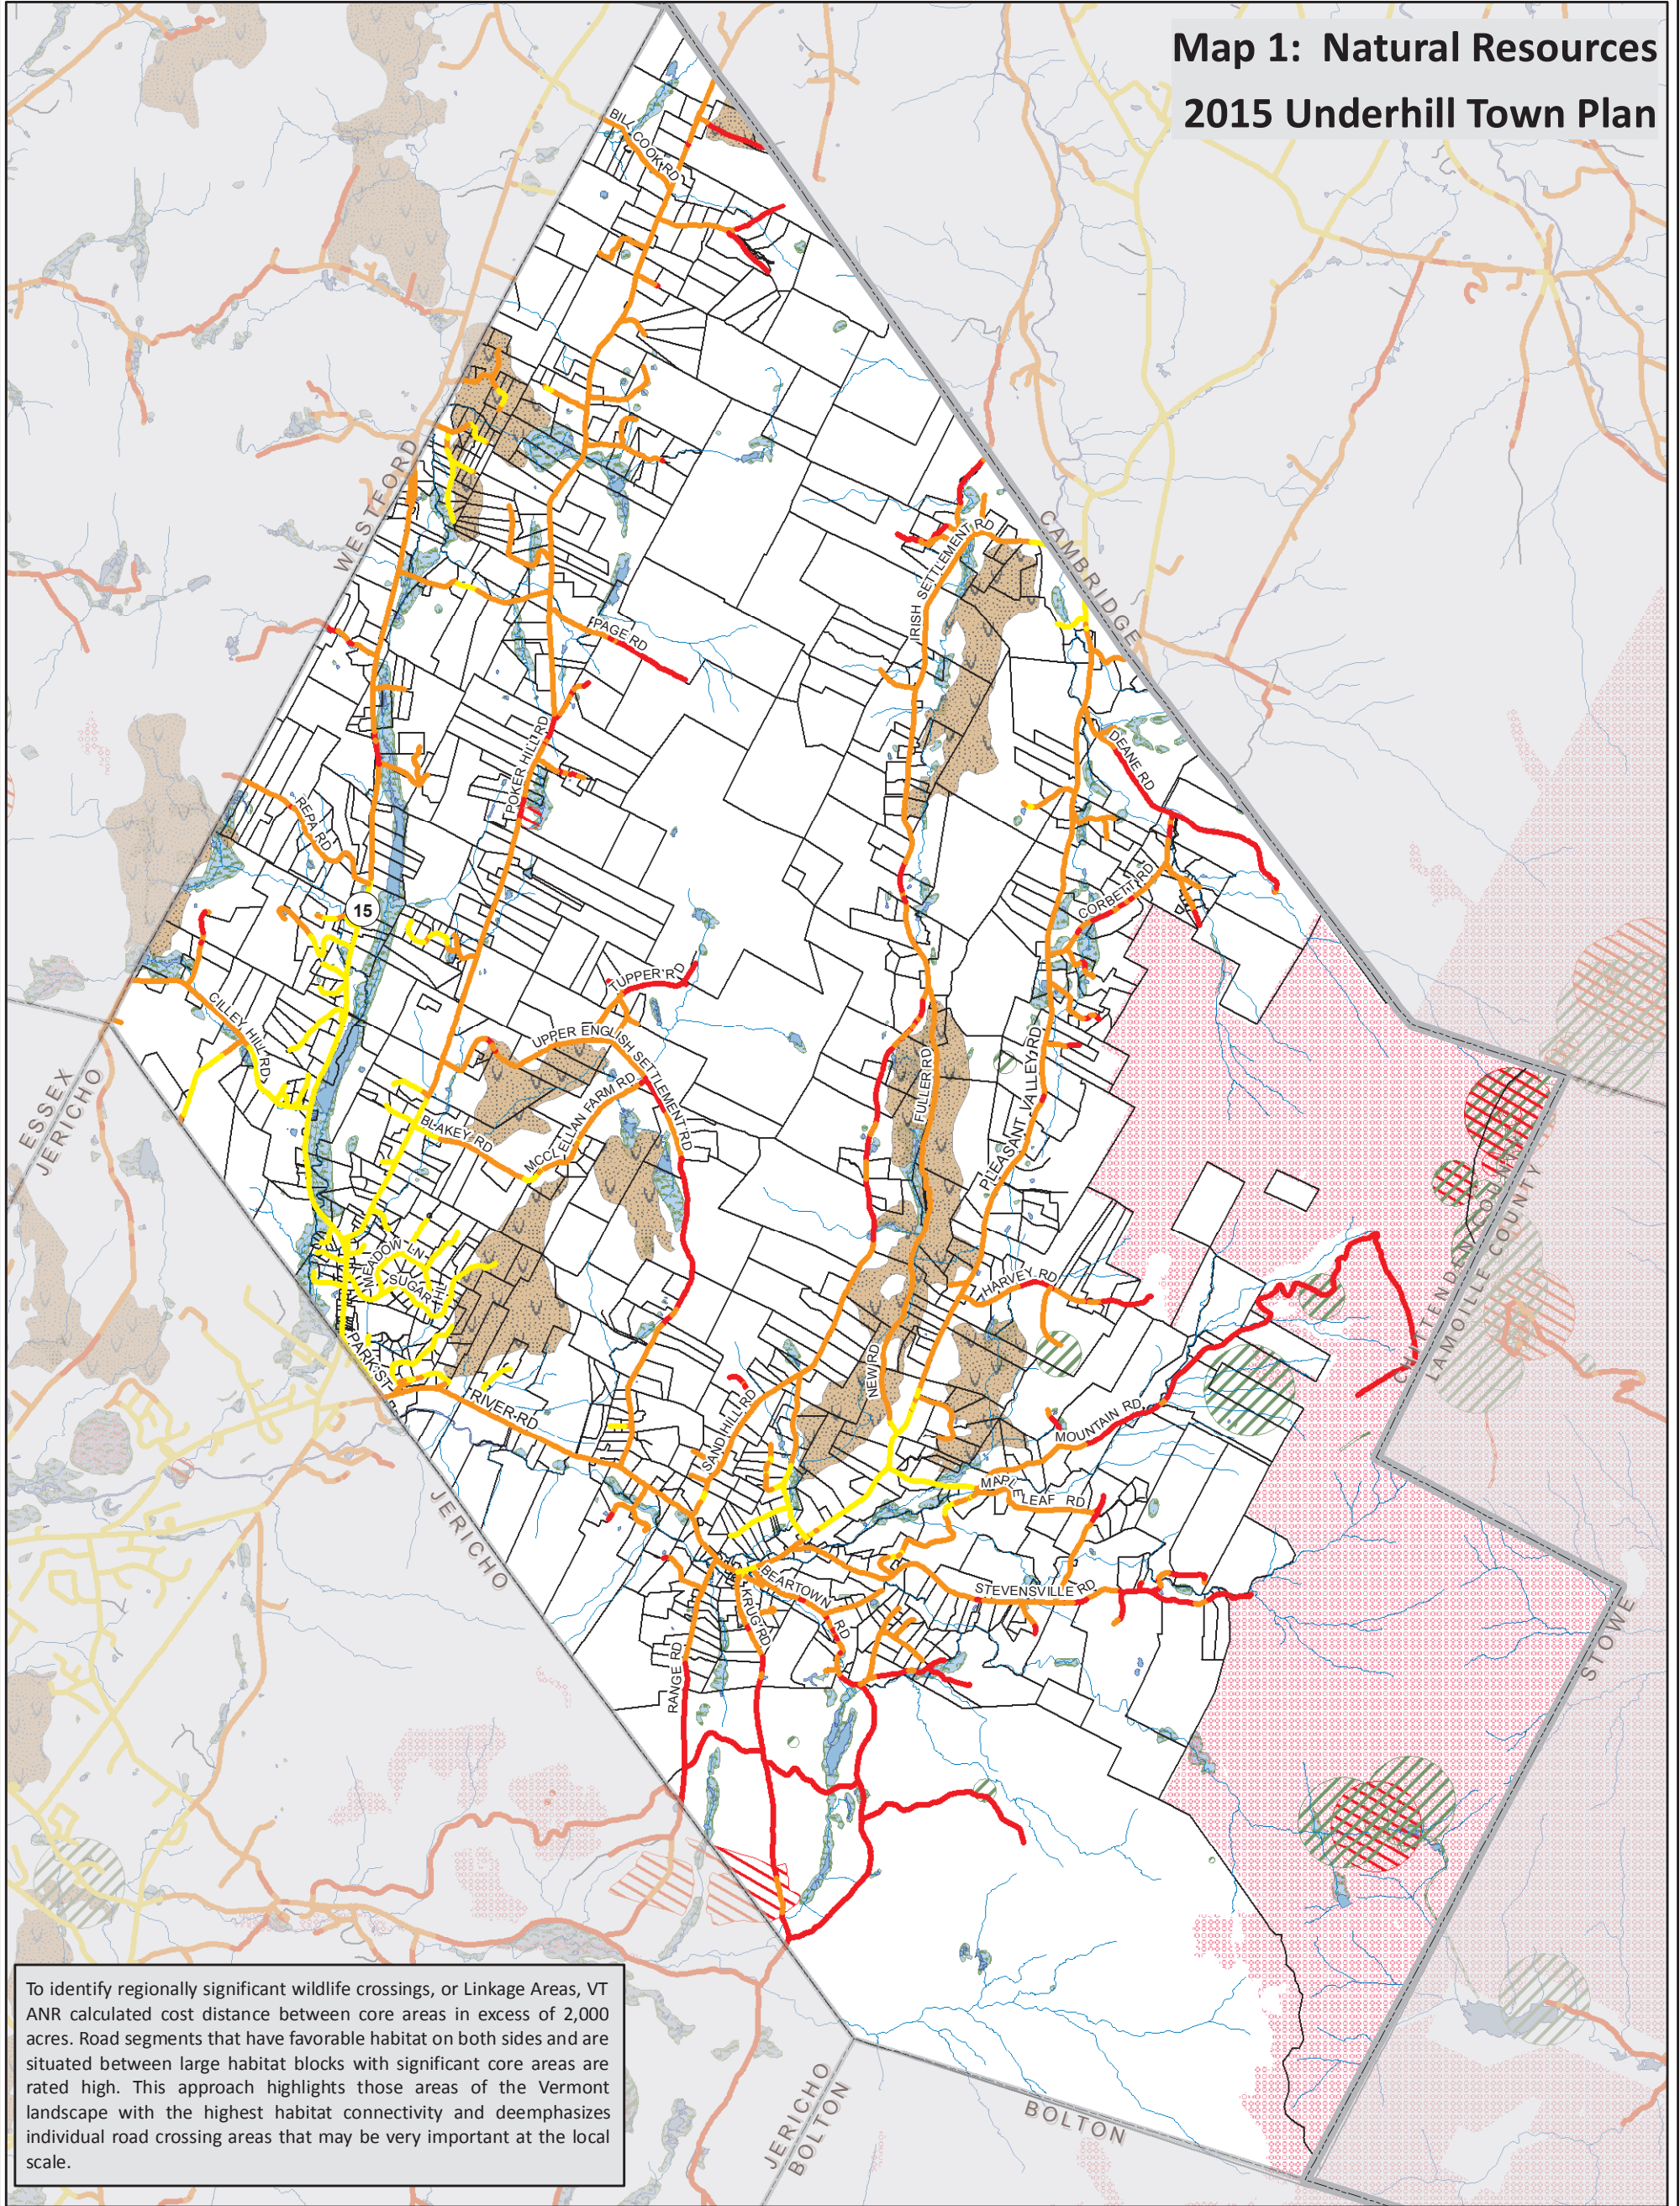 Map 1: Natural Resources
2015 Underhill Town Plan
BILL COOK RD
WESTFORD
CAMBRIDGE
IRISH SETTLEMENT RD
PAGE RD
POKER HILL RD
DEANE RD
REPA RD
15
CORBETT RD
TUPPER RD
CILLEY HILL RD
UPPER ENGLISH SETTLEMENT RD
FULLER RD
PLEASANT VALLEY RD
ESSEX
JERICHO
MCCLELLAN FARM RD
BLAKEY RD
CHITTENDEN COUNTY
LAMOILLE COUNTY
MEADOW LN
SUGAR HILL
HARVEY RD
PARK ST
NEW RD
RIVER RD
SAND HILL RD
MOUNTAIN RD
MAPLE LEAF RD
JERICHO
BEARTOWN RD
STEVENSVILLE RD
KRUG RD
RANGE RD
STOWE
To identify regionally significant wildlife crossings, or Linkage Areas, VT
ANR calculated cost distance between core areas in excess of 2,000
acres. Road segments that have favorable habitat on both sides and are
situated between large habitat blocks with significant core areas are
rated high. This approach highlights those areas of the Vermont
landscape with the highest habitat connectivity and deemphasizes
individual road crossing areas that may be very important at the local
scale.
JERICHO
BOLTON
BOLTON